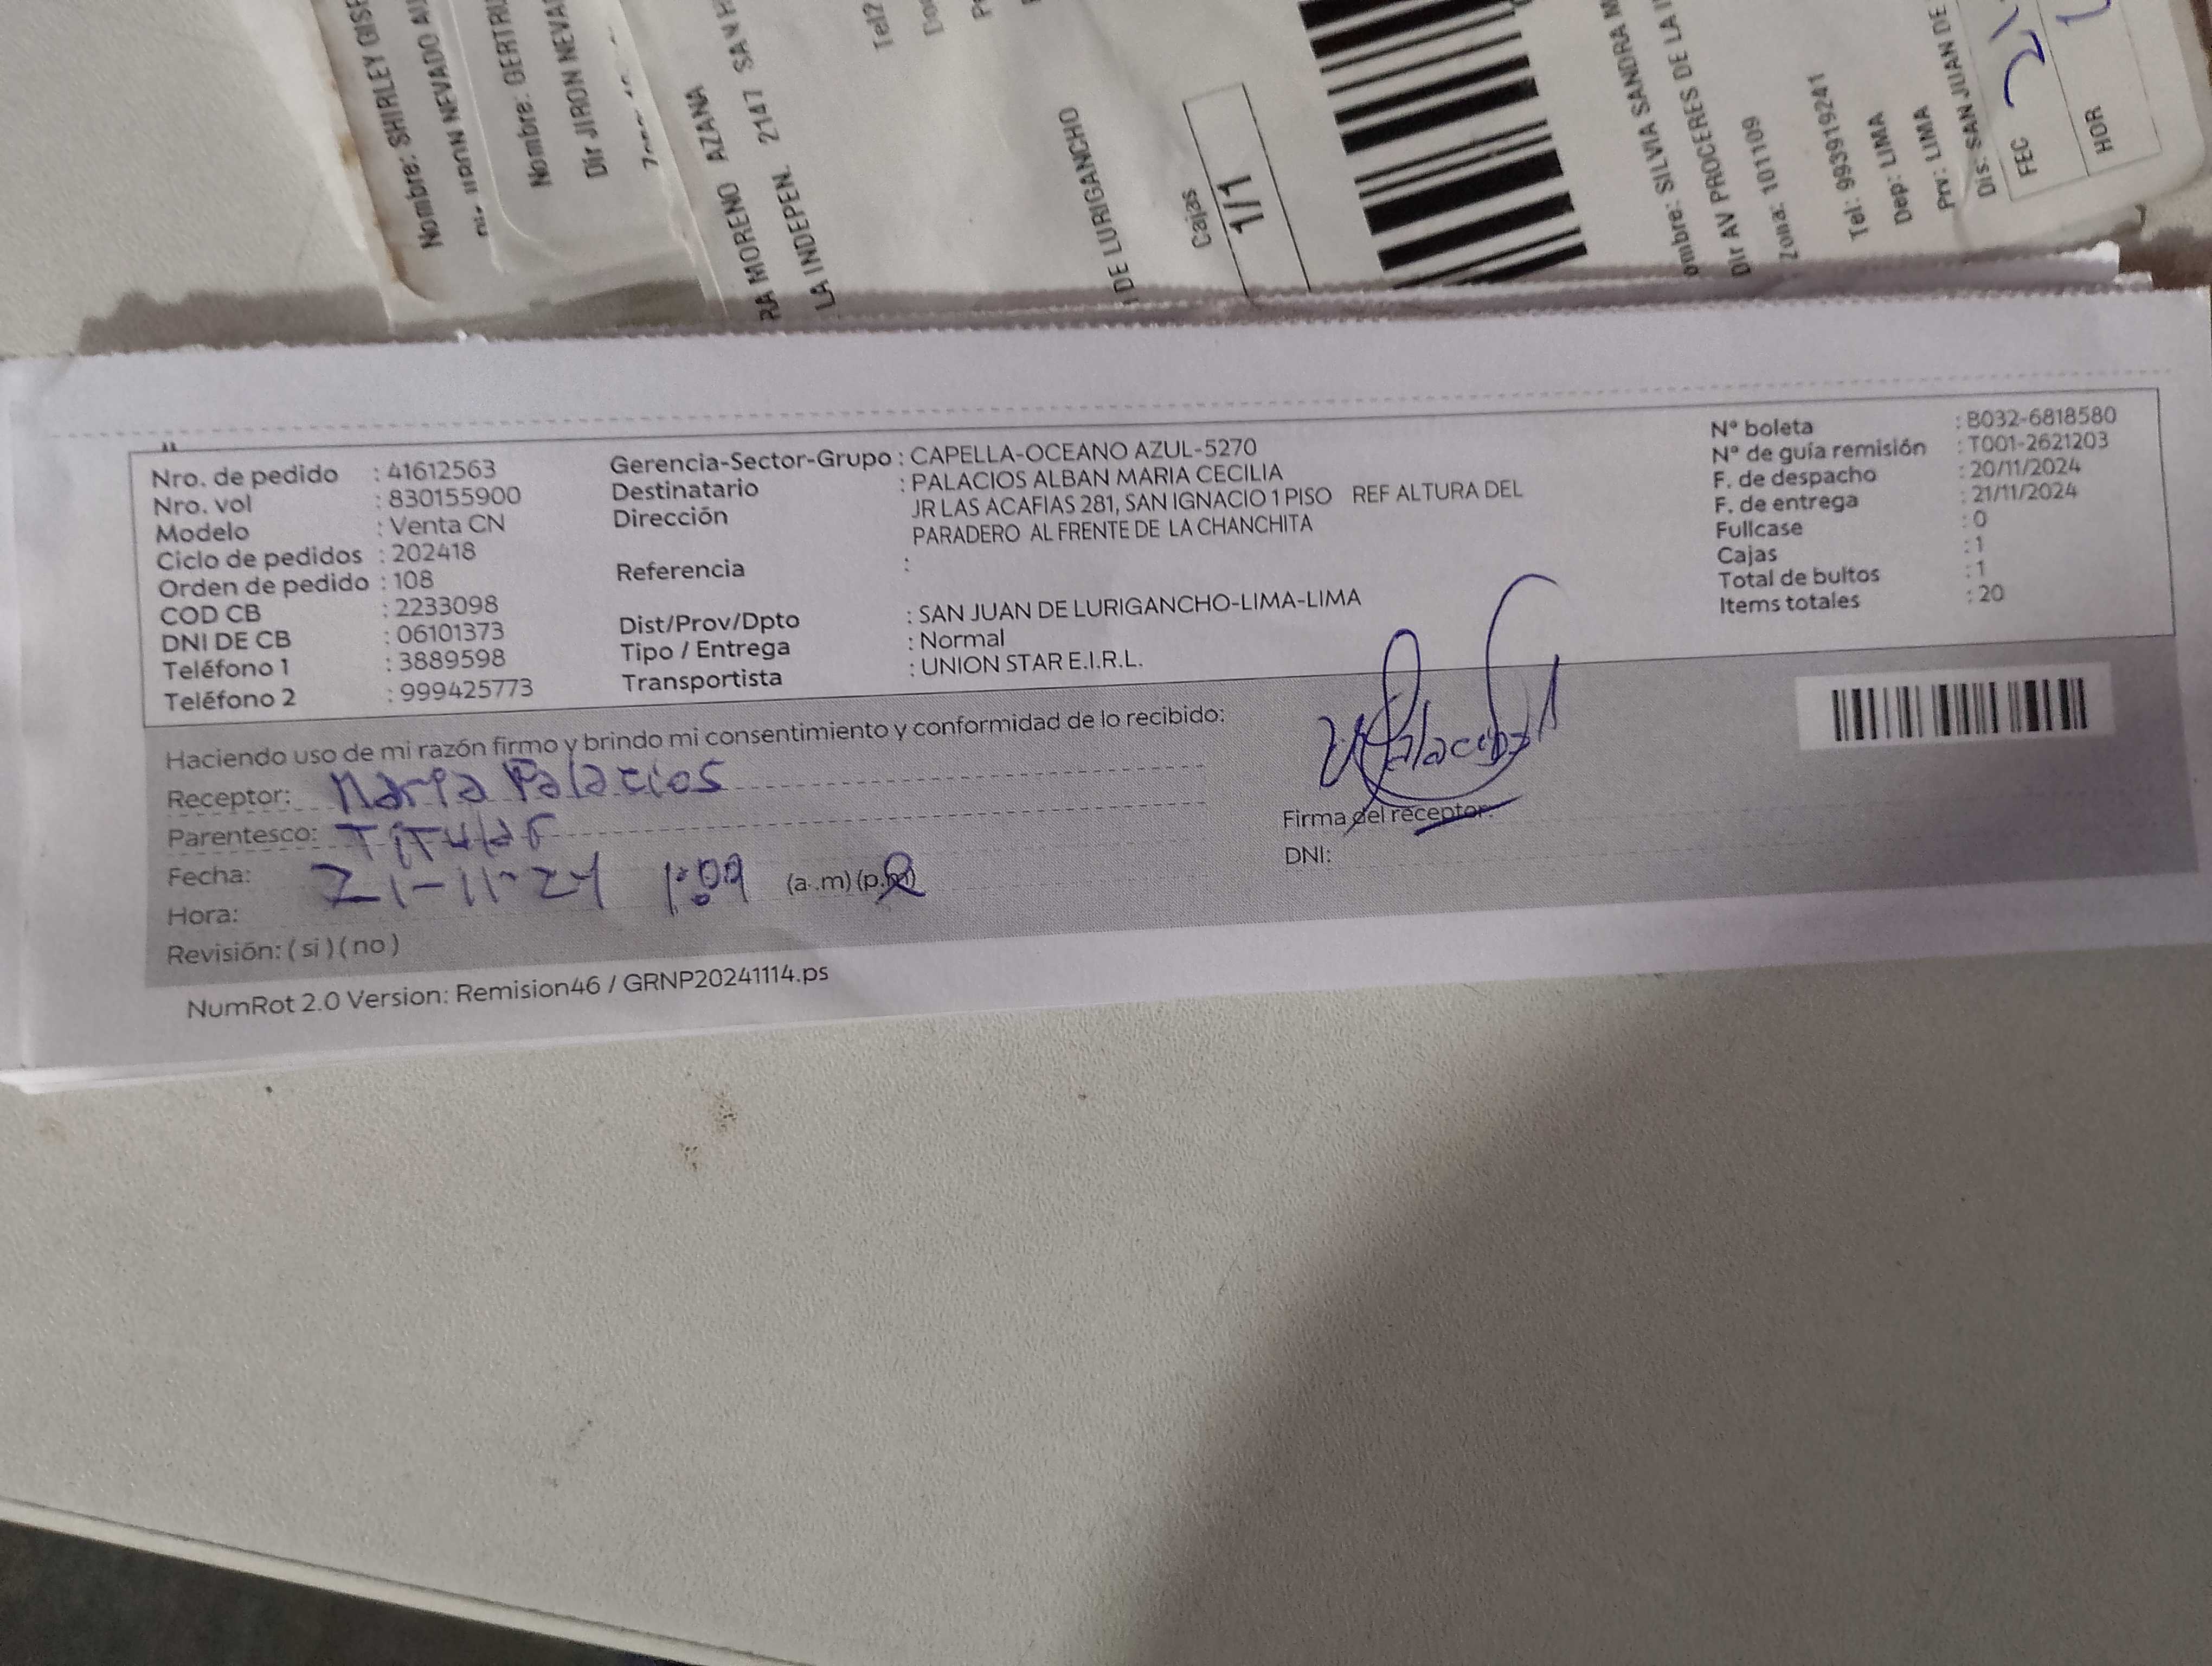 Nombre: SHIRLEY
Nombre: NEVADO
JIRON NEVADO
Nombre:
Dir JIRON
RA MORENO AZANA
LA INDEPEN. 2147 SAN
Tel2
DE LURIGANCHO
Cajas
1/1
ombre: SILVIA SANDRA
Dir AV PROCERES DE LA
Zona: 101109
Tel: 993919241
Dep: LIMA
Prv: LIMA
Dis: SAN JUAN DE
FEC
HOR
Nro. de pedido : 41612563
Nro. vol : 830155900
Modelo : Venta CN
Ciclo de pedidos : 202418
Orden de pedido : 108
COD CB : 2233098
DNI DE CB : 06101373
Teléfono 1 : 3889598
Teléfono 2 : 999425773
Gerencia-Sector-Grupo : CAPELLA-OCEANO AZUL-5270
Destinatario : PALACIOS ALBAN MARIA CECILIA
Dirección JR LAS ACAFIAS 281, SAN IGNACIO 1 PISO REF ALTURA DEL
PARADERO AL FRENTE DE LA CHANCHITA
Referencia :
Dist/Prov/Dpto : SAN JUAN DE LURIGANCHO-LIMA-LIMA
Tipo / Entrega : Normal
Transportista : UNION STAR E.I.R.L.
N° boleta : B032-6818580
N° de guía remisión : T001-2621203
F. de despacho : 20/11/2024
F. de entrega : 21/11/2024
Fullcase : 0
Cajas : 1
Total de bultos : 1
Items totales : 20
Haciendo uso de mi razón firmo y brindo mi consentimiento y conformidad de lo recibido:
Receptor: Maria Palacios
Parentesco: Titular
Fecha: 21-11-24 1:09 (a.m) (p.m)
Hora:
Revisión: ( si ) ( no )
Palacios
Firma del receptor:
DNI:
NumRot 2.0 Version: Remision46 / GRNP20241114.ps